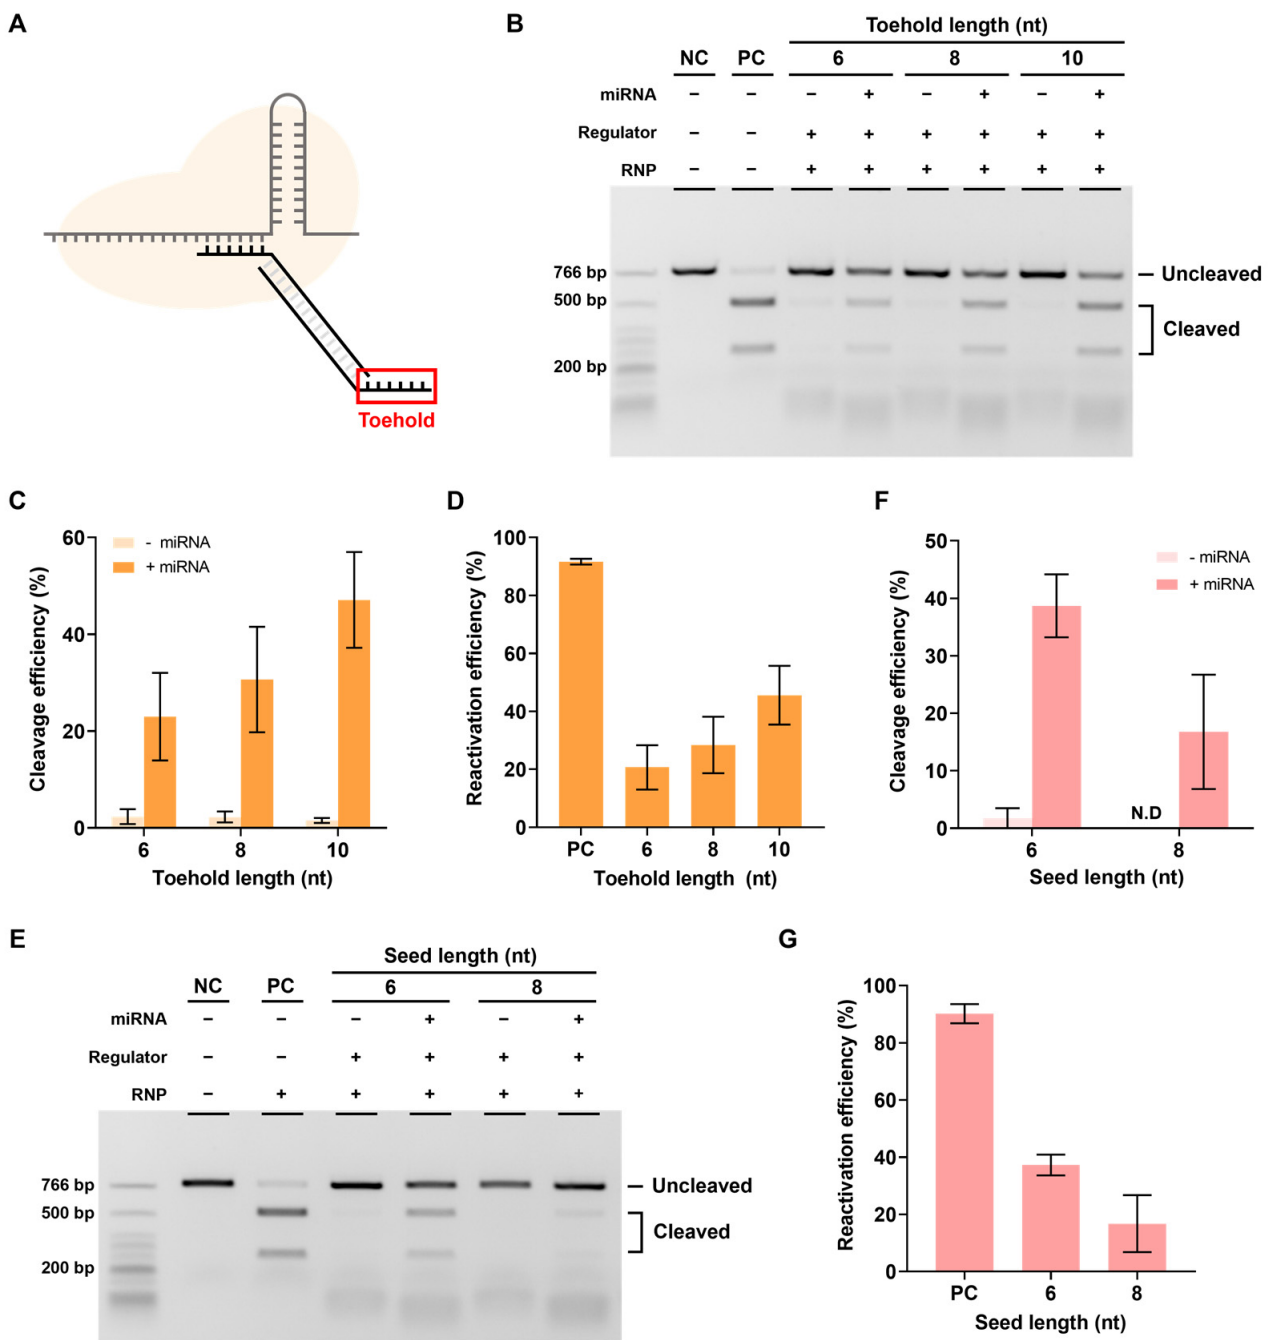 A
Toehold
B
Toehold length (nt)
NC PC 6 8 10
miRNA – – – + – + – +
Regulator – – + + + + + +
RNP – – + + + + + +
766 bp
500 bp
200 bp
Uncleaved
Cleaved
C
Cleavage efficiency (%)
60
40
20
0
- miRNA
+ miRNA
6 8 10
Toehold length (nt)
D
Reactivation efficiency (%)
100
80
60
40
20
0
PC 6 8 10
Toehold length (nt)
F
Cleavage efficiency (%)
50
40
30
20
10
0
- miRNA
+ miRNA
N.D
6 8
Seed length (nt)
E
Seed length (nt)
NC PC 6 8
miRNA – – – + – +
Regulator – – + + + +
RNP – + + + + +
766 bp
500 bp
200 bp
Uncleaved
Cleaved
G
Reactivation efficiency (%)
100
80
60
40
20
0
PC 6 8
Seed length (nt)